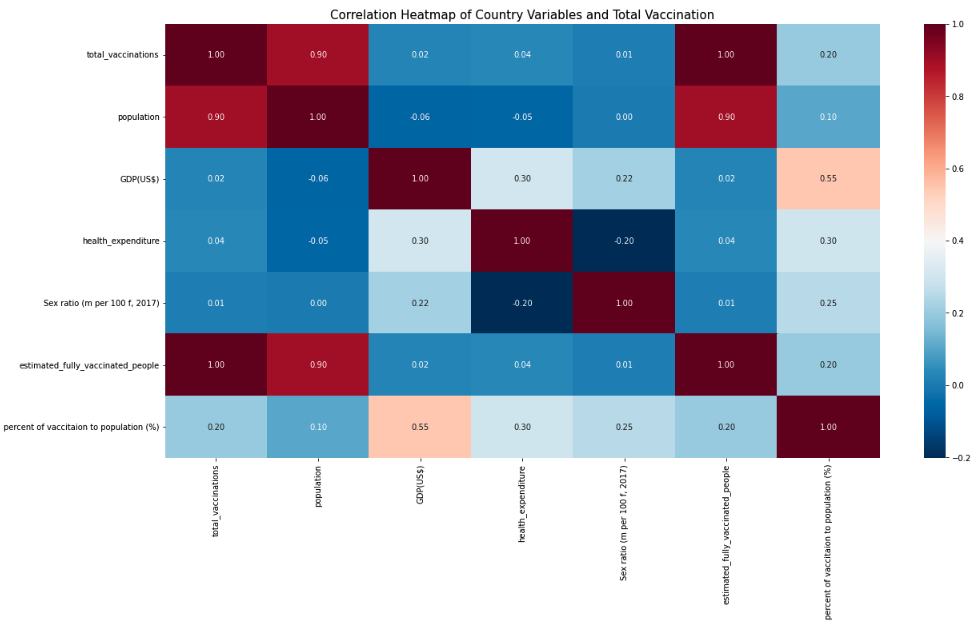 Correlation Heatmap of Country Variables and Total Vaccination
total_vaccinations 1.00 0.90 0.02 0.04 0.01 1.00 0.20
population 0.90 1.00 -0.06 -0.05 0.00 0.90 0.10
GDP(US$) 0.02 -0.06 1.00 0.30 0.22 0.02 0.55
health_expenditure 0.04 -0.05 0.30 1.00 -0.20 0.04 0.30
Sex ratio (m per 100 f, 2017) 0.01 0.00 0.22 -0.20 1.00 0.01 0.25
estimated_fully_vaccinated_people 1.00 0.90 0.02 0.04 0.01 1.00 0.20
percent of vaccitaion to population (%) 0.20 0.10 0.55 0.30 0.25 0.20 1.00
total_vaccinations
population
GDP(US$)
health_expenditure
Sex ratio (m per 100 f, 2017)
estimated_fully_vaccinated_people
percent of vaccitaion to population (%)
1.0
0.8
0.6
0.4
0.2
0.0
−0.2